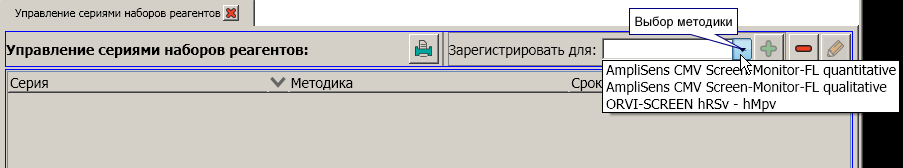 Управление сериями наборов реагентов
Выбор методики
Управление сериями наборов реагентов:
Зарегистрировать для:
Серия
Методика
Срок
AmpliSens CMV Screen-Monitor-FL quantitative
AmpliSens CMV Screen-Monitor-FL qualitative
ORVI-SCREEN hRSv - hMpv